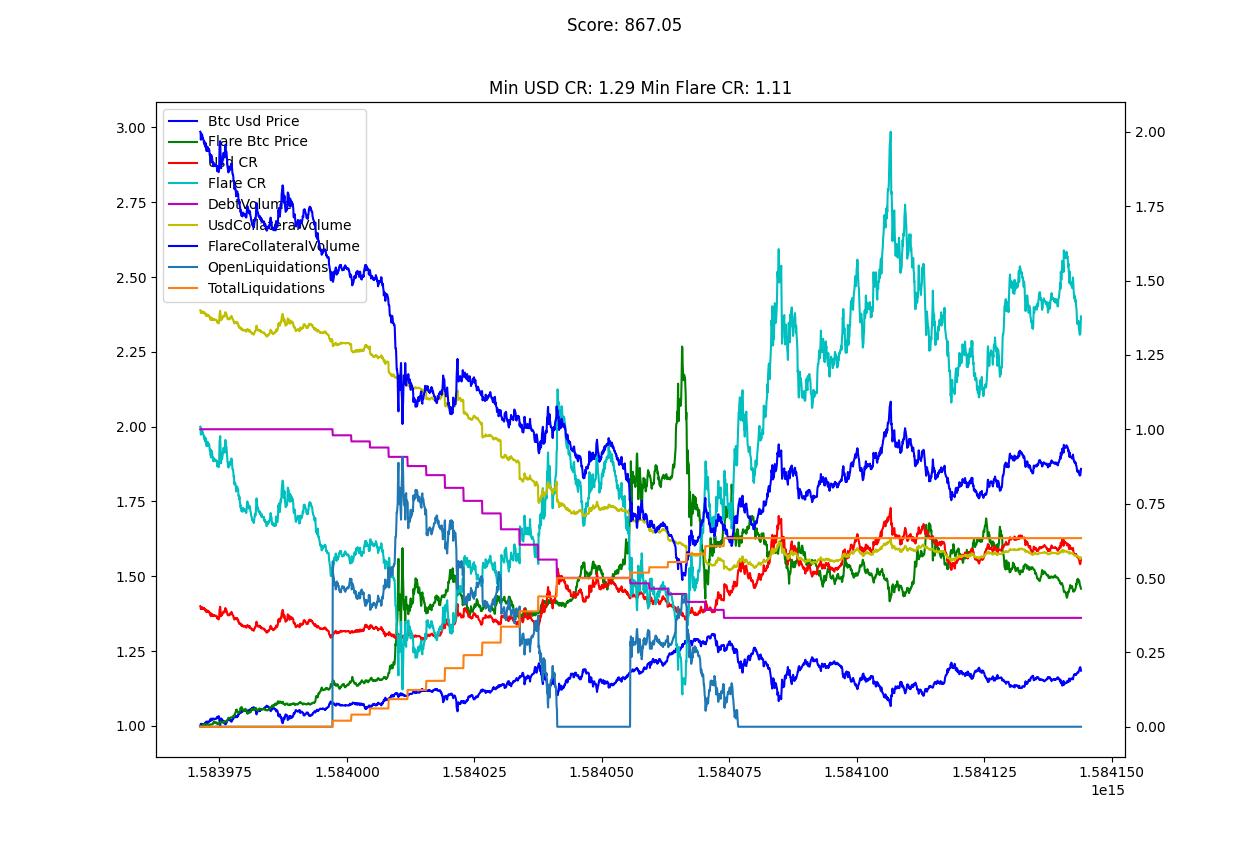 Score: 867.05
Min USD CR: 1.29 Min Flare CR: 1.11
Btc Usd Price
Flare Btc Price
Usd CR
Flare CR
DebtVolume
UsdCollateralVolume
FlareCollateralVolume
OpenLiquidations
TotalLiquidations
3.00
2.75
2.50
2.25
2.00
1.75
1.50
1.25
1.00
2.00
1.75
1.50
1.25
1.00
0.75
0.50
0.25
0.00
1.583975 1.584000 1.584025 1.584050 1.584075 1.584100 1.584125 1.584150
1e15